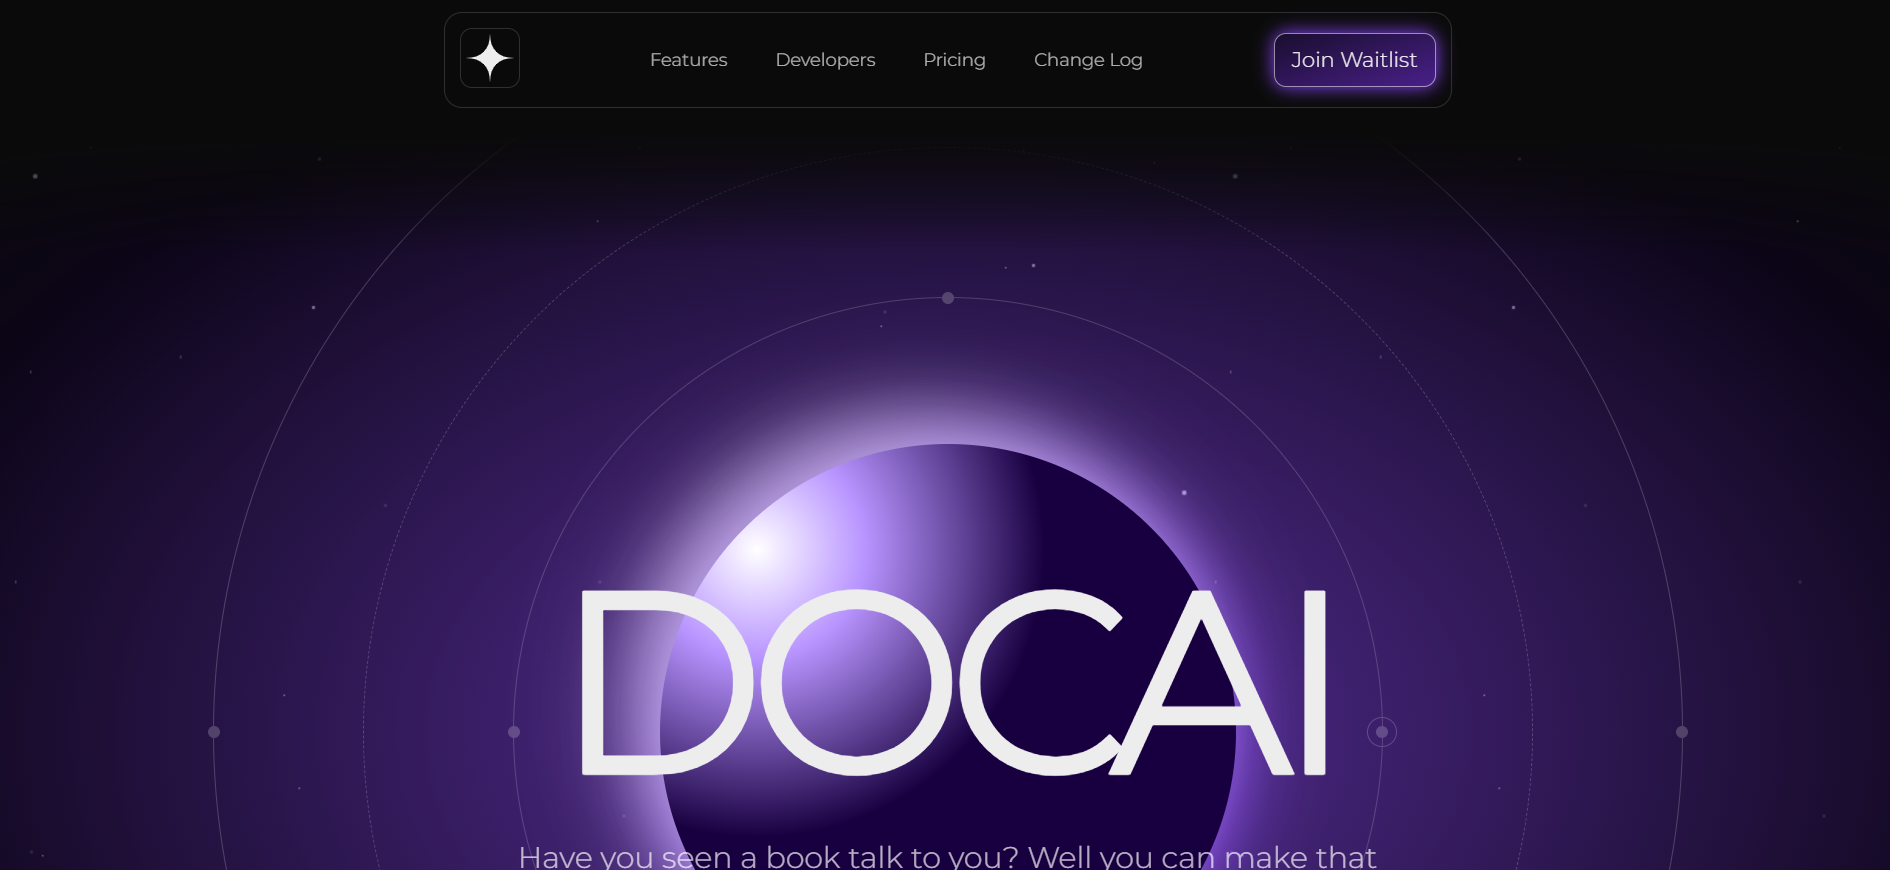 Features Developers Pricing Change Log Join Waitlist
DOCAI
Have you seen a book talk to you? Well you can make that